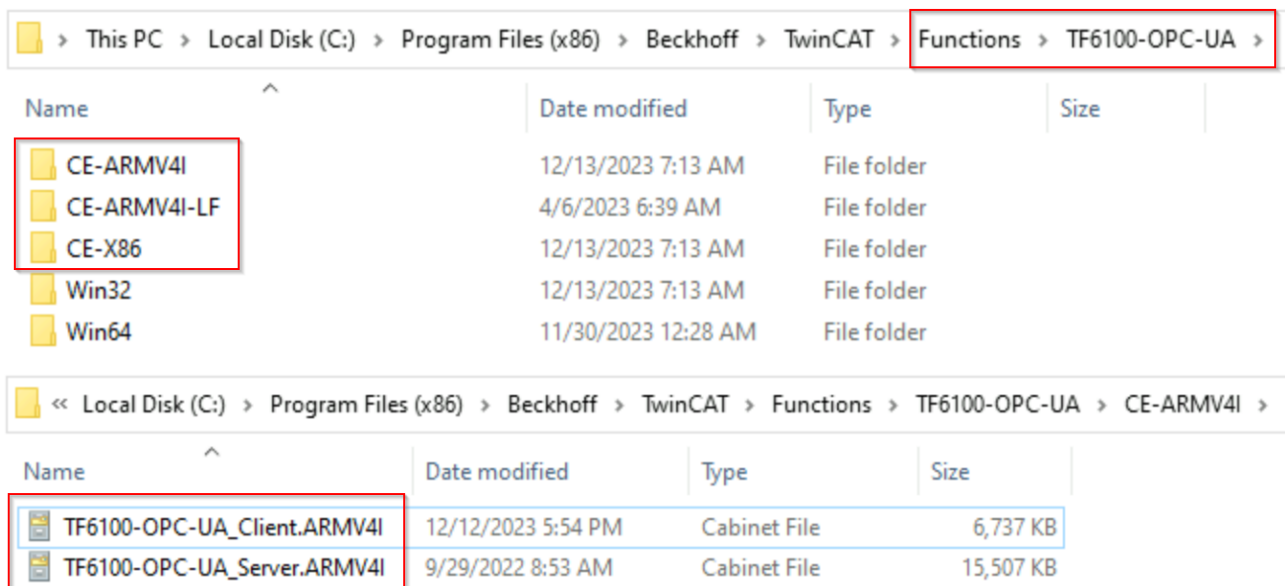 This PC > Local Disk (C:) > Program Files (x86) > Beckhoff > TwinCAT > Functions > TF6100-OPC-UA >
Name Date modified Type Size
CE-ARMV4I 12/13/2023 7:13 AM File folder
CE-ARMV4I-LF 4/6/2023 6:39 AM File folder
CE-X86 12/13/2023 7:13 AM File folder
Win32 12/13/2023 7:13 AM File folder
Win64 11/30/2023 12:28 AM File folder
« Local Disk (C:) > Program Files (x86) > Beckhoff > TwinCAT > Functions > TF6100-OPC-UA > CE-ARMV4I >
Name Date modified Type Size
TF6100-OPC-UA_Client.ARMV4I 12/12/2023 5:54 PM Cabinet File 6,737 KB
TF6100-OPC-UA_Server.ARMV4I 9/29/2022 8:53 AM Cabinet File 15,507 KB